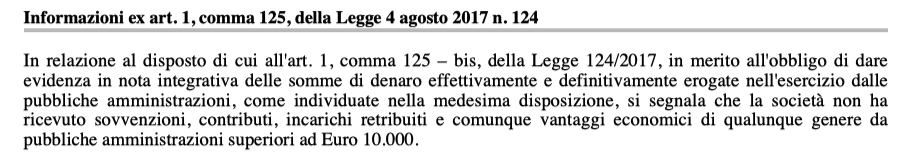 Informazioni ex art. 1, comma 125, della Legge 4 agosto 2017 n. 124
In relazione al disposto di cui all'art. 1, comma 125 – bis, della Legge 124/2017, in merito all'obbligo di dare
evidenza in nota integrativa delle somme di denaro effettivamente e definitivamente erogate nell'esercizio dalle
pubbliche amministrazioni, come individuate nella medesima disposizione, si segnala che la società non ha
ricevuto sovvenzioni, contributi, incarichi retribuiti e comunque vantaggi economici di qualunque genere da
pubbliche amministrazioni superiori ad Euro 10.000.